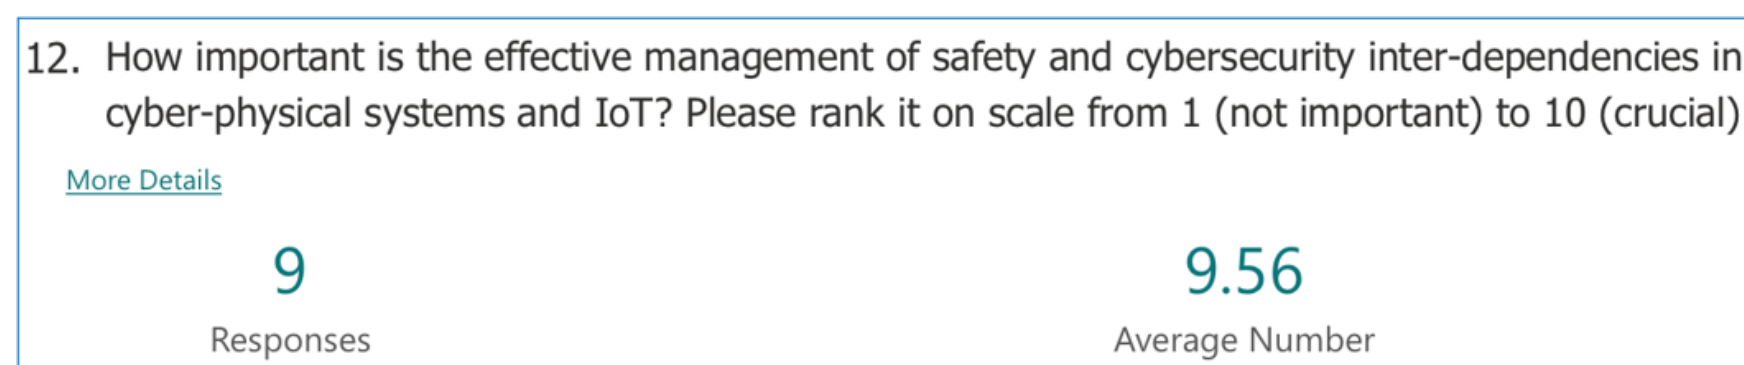 12. How important is the effective management of safety and cybersecurity inter-dependencies in
cyber-physical systems and IoT? Please rank it on scale from 1 (not important) to 10 (crucial)
More Details
9
Responses
9.56
Average Number